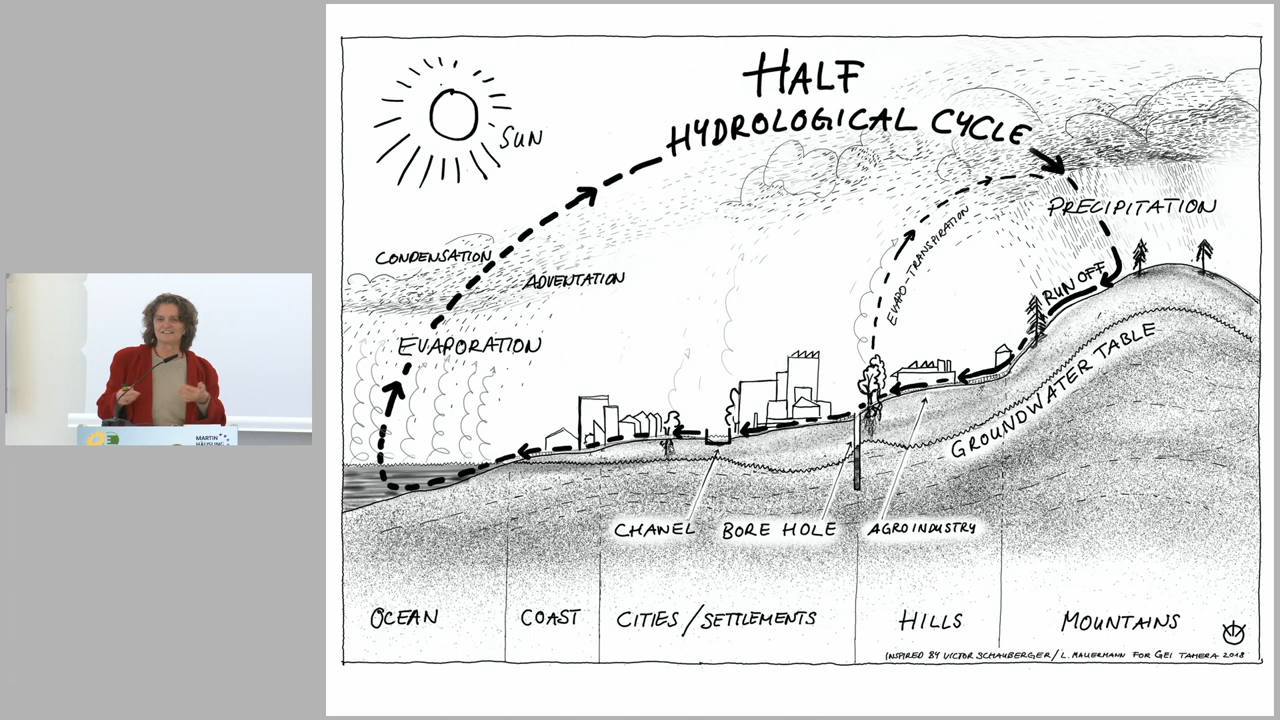 HALF
HYDROLOGICAL CYCLE
SUN
PRECIPITATION
CONDENSATION
ADVENTATION
EVAPO-TRANSPIRATION
RUN OFF
EVAPORATION
GROUNDWATER TABLE
CHANEL
BORE HOLE
AGROINDUSTRY
OCEAN
COAST
CITIES/SETTLEMENTS
HILLS
MOUNTAINS
INSPIRED BY VICTOR SCHAUBERGER/L. MAUERMANN FOR GEI TAMERA 2018
MARTIN
HÄUSLING